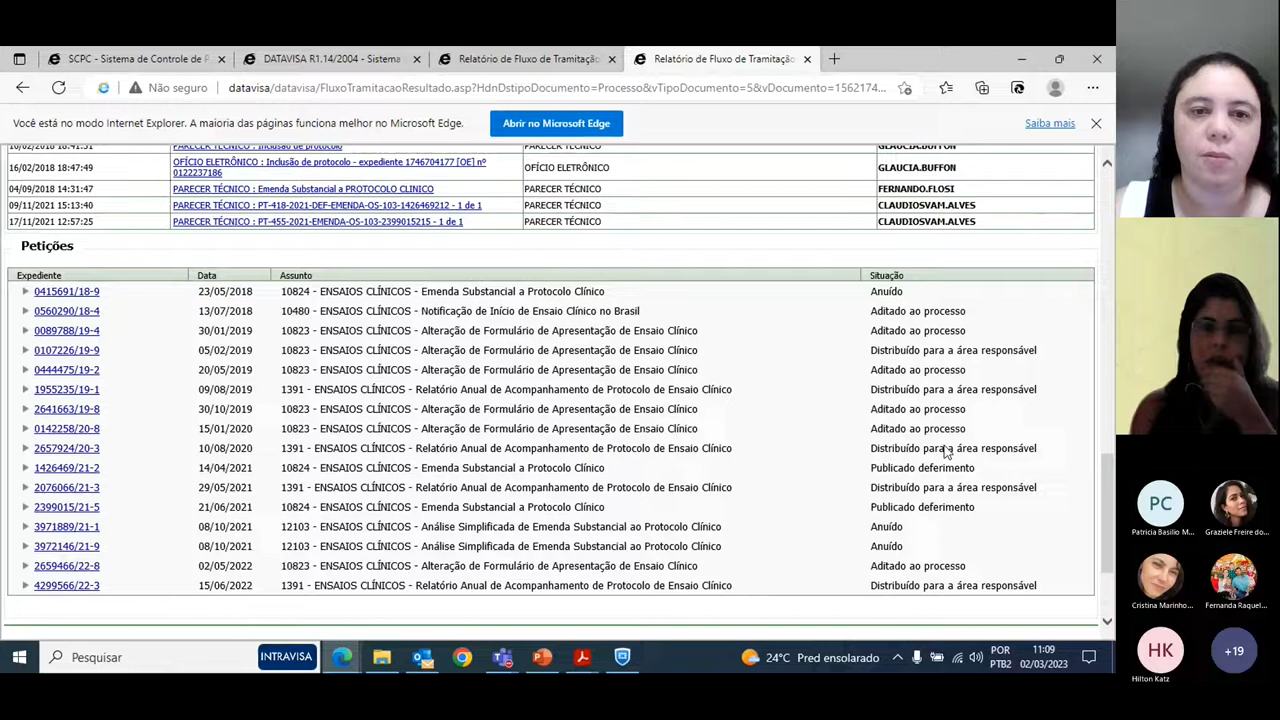 SCPC - Sistema de Controle de P
DATAVISA R1.14/2004 - Sistema
Relatório de Fluxo de Tramitação
Relatório de Fluxo de Tramitação
Não seguro
datavisa/datavisa/FluxoTramitacaoResultado.asp?HdnDstipoDocumento=Processo&vTipoDocumento=5&vDocumento=1562174...
Você está no modo Internet Explorer. A maioria das páginas funciona melhor no Microsoft Edge.
Abrir no Microsoft Edge
Saiba mais
16/02/2018 18:41:51 PARECER TÉCNICO : Inclusão de protocolo PARECER TÉCNICO GLAUCIA.BUFFON
16/02/2018 18:47:49 OFÍCIO ELETRÔNICO : Inclusão de protocolo - expediente 1746704177 [OE] nº OFÍCIO ELETRÔNICO GLAUCIA.BUFFON
0122237186
04/09/2018 14:31:47 PARECER TÉCNICO : Emenda Substancial a PROTOCOLO CLINICO PARECER TÉCNICO FERNANDO.FLOSI
09/11/2021 15:13:40 PARECER TÉCNICO : PT-418-2021-DEF-EMENDA-OS-103-1426469212 - 1 de 1 PARECER TÉCNICO CLAUDIOSVAM.ALVES
17/11/2021 12:57:25 PARECER TÉCNICO : PT-455-2021-EMENDA-OS-103-2399015215 - 1 de 1 PARECER TÉCNICO CLAUDIOSVAM.ALVES
Petições
Expediente Data Assunto Situação
0415691/18-9 23/05/2018 10824 - ENSAIOS CLÍNICOS - Emenda Substancial a Protocolo Clínico Anuído
0560290/18-4 13/07/2018 10480 - ENSAIOS CLÍNICOS - Notificação de Início de Ensaio Clínico no Brasil Aditado ao processo
0089788/19-4 30/01/2019 10823 - ENSAIOS CLÍNICOS - Alteração de Formulário de Apresentação de Ensaio Clínico Aditado ao processo
0107226/19-9 05/02/2019 10823 - ENSAIOS CLÍNICOS - Alteração de Formulário de Apresentação de Ensaio Clínico Distribuído para a área responsável
0444475/19-2 20/05/2019 10823 - ENSAIOS CLÍNICOS - Alteração de Formulário de Apresentação de Ensaio Clínico Aditado ao processo
1955235/19-1 09/08/2019 1391 - ENSAIOS CLÍNICOS - Relatório Anual de Acompanhamento de Protocolo de Ensaio Clínico Distribuído para a área responsável
2641663/19-8 30/10/2019 10823 - ENSAIOS CLÍNICOS - Alteração de Formulário de Apresentação de Ensaio Clínico Aditado ao processo
0142258/20-8 15/01/2020 10823 - ENSAIOS CLÍNICOS - Alteração de Formulário de Apresentação de Ensaio Clínico Aditado ao processo
2657924/20-3 10/08/2020 1391 - ENSAIOS CLÍNICOS - Relatório Anual de Acompanhamento de Protocolo de Ensaio Clínico Distribuído para a área responsável
1426469/21-2 14/04/2021 10824 - ENSAIOS CLÍNICOS - Emenda Substancial a Protocolo Clínico Publicado deferimento
2076066/21-3 29/05/2021 1391 - ENSAIOS CLÍNICOS - Relatório Anual de Acompanhamento de Protocolo de Ensaio Clínico Distribuído para a área responsável
2399015/21-5 21/06/2021 10824 - ENSAIOS CLÍNICOS - Emenda Substancial a Protocolo Clínico Publicado deferimento
3971889/21-1 08/10/2021 12103 - ENSAIOS CLÍNICOS - Análise Simplificada de Emenda Substancial ao Protocolo Clínico Anuído
3972146/21-9 08/10/2021 12103 - ENSAIOS CLÍNICOS - Análise Simplificada de Emenda Substancial ao Protocolo Clínico Anuído
2659466/22-8 02/05/2022 10823 - ENSAIOS CLÍNICOS - Alteração de Formulário de Apresentação de Ensaio Clínico Aditado ao processo
4299566/22-3 15/06/2022 1391 - ENSAIOS CLÍNICOS - Relatório Anual de Acompanhamento de Protocolo de Ensaio Clínico Distribuído para a área responsável
PC
Patricia Basilio M... Graziele Freire do...
Cristina Marinho... Fernanda Raquel...
HK +19
Hilton Katz
Pesquisar
INTRAVISA
24°C Pred ensolarado
POR
PTB2
11:09
02/03/2023